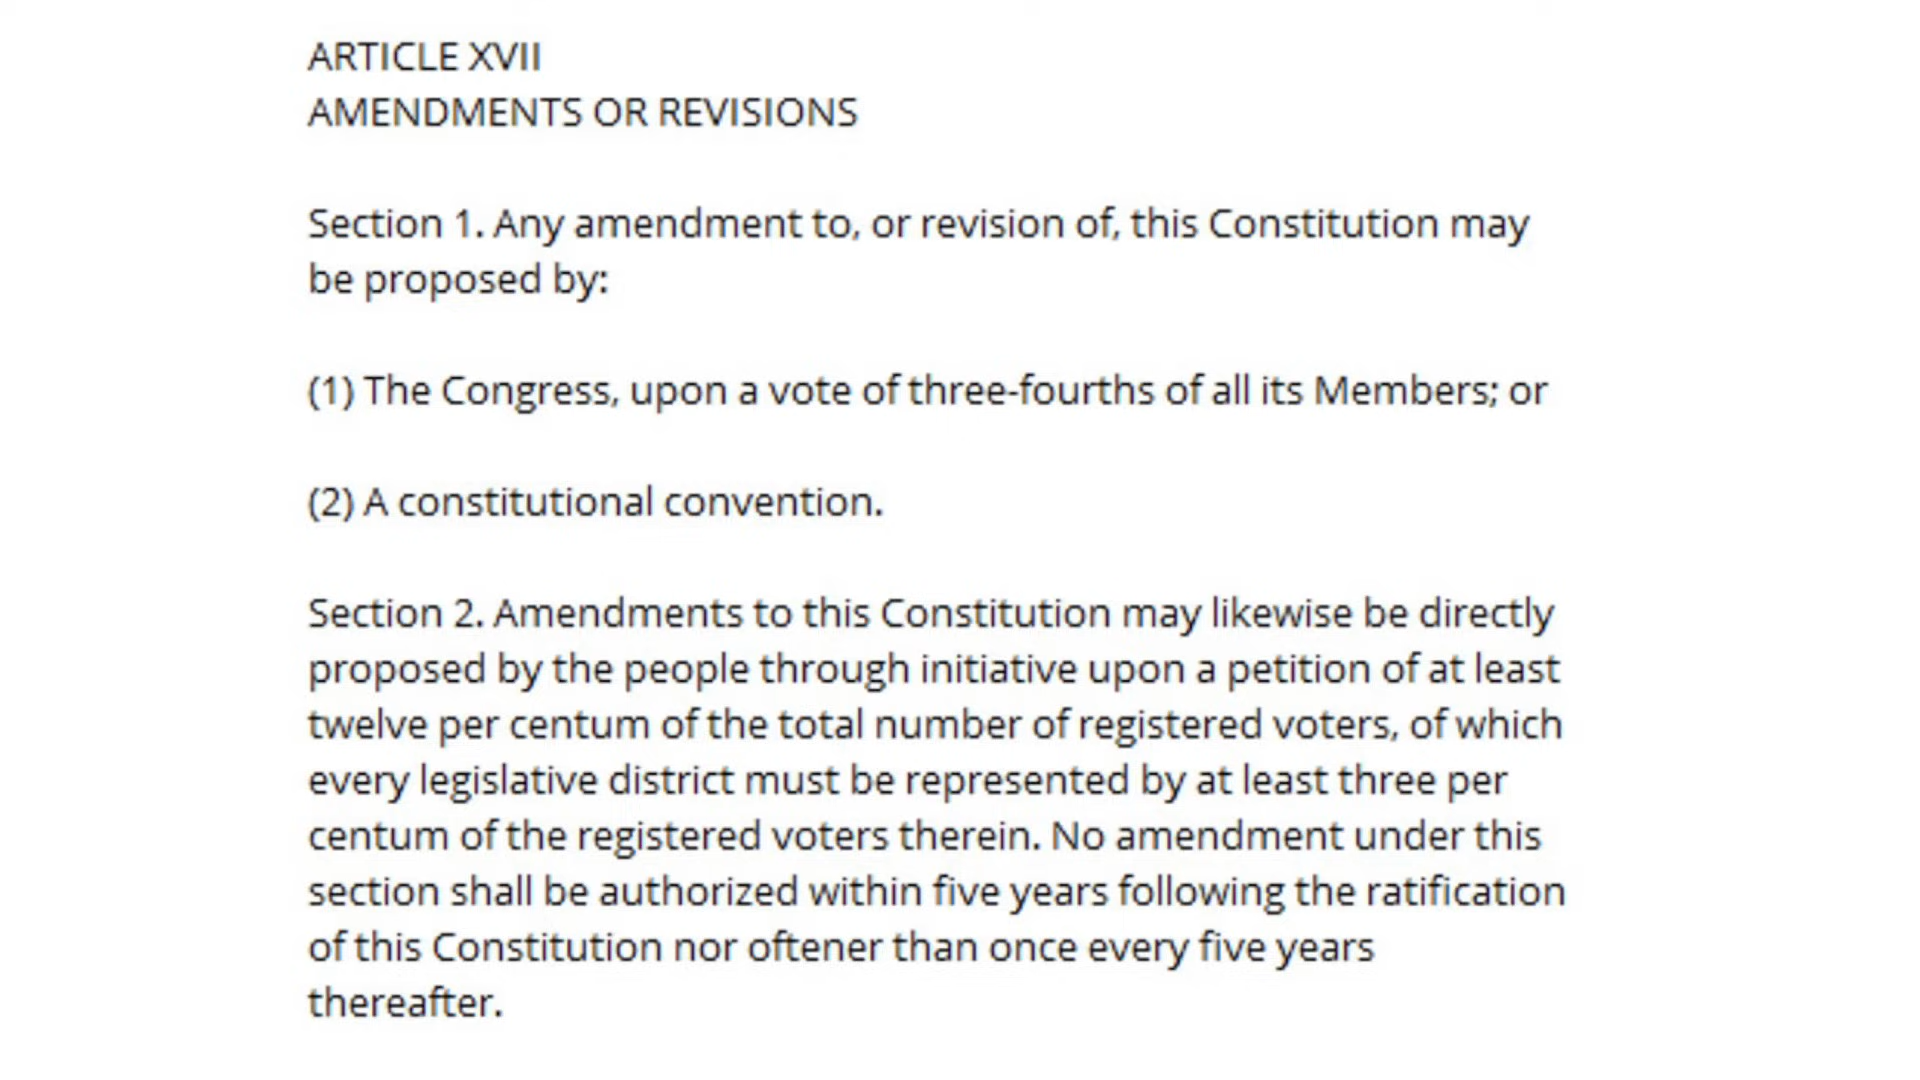 ARTICLE XVII
AMENDMENTS OR REVISIONS
Section 1. Any amendment to, or revision of, this Constitution may
be proposed by:
(1) The Congress, upon a vote of three-fourths of all its Members; or
(2) A constitutional convention.
Section 2. Amendments to this Constitution may likewise be directly
proposed by the people through initiative upon a petition of at least
twelve per centum of the total number of registered voters, of which
every legislative district must be represented by at least three per
centum of the registered voters therein. No amendment under this
section shall be authorized within five years following the ratification
of this Constitution nor oftener than once every five years
thereafter.